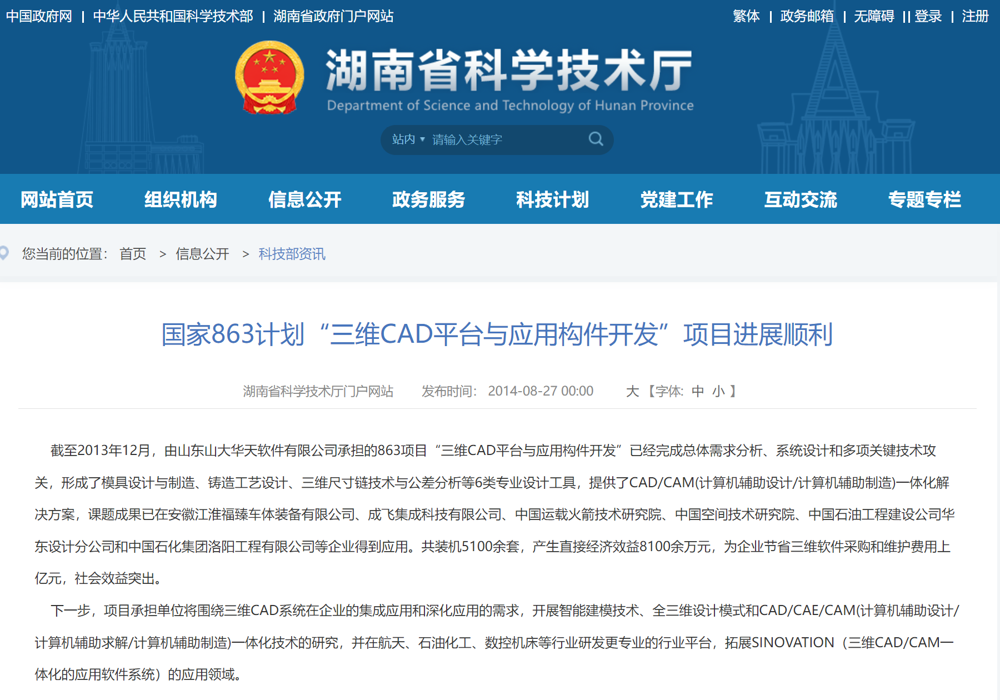 中国政府网 | 中华人民共和国科学技术部 | 湖南省政府门户网站
繁体 | 政务邮箱 | 无障碍 || 登录 | 注册
湖南省科学技术厅
Department of Science and Technology of Hunan Province
站内 请输入关键字
网站首页 组织机构 信息公开 政务服务 科技计划 党建工作 互动交流 专题专栏
您当前的位置： 首页 > 信息公开 > 科技部资讯
国家863计划“三维CAD平台与应用构件开发”项目进展顺利
湖南省科学技术厅门户网站 发布时间： 2014-08-27 00:00 大 【字体: 中 小 】
截至2013年12月，由山东山大华天软件有限公司承担的863项目“三维CAD平台与应用构件开发”已经完成总体需求分析、系统设计和多项关键技术攻
关，形成了模具设计与制造、铸造工艺设计、三维尺寸链技术与公差分析等6类专业设计工具，提供了CAD/CAM(计算机辅助设计/计算机辅助制造)一体化解
决方案，课题成果已在安徽江淮福臻车体装备有限公司、成飞集成科技有限公司、中国运载火箭技术研究院、中国空间技术研究院、中国石油工程建设公司华
东设计分公司和中国石化集团洛阳工程有限公司等企业得到应用。共装机5100余套，产生直接经济效益8100余万元，为企业节省三维软件采购和维护费用上
亿元，社会效益突出。
下一步，项目承担单位将围绕三维CAD系统在企业的集成应用和深化应用的需求，开展智能建模技术、全三维设计模式和CAD/CAE/CAM(计算机辅助设计/
计算机辅助求解/计算机辅助制造)一体化技术的研究，并在航天、石油化工、数控机床等行业研发更专业的行业平台，拓展SINOVATION（三维CAD/CAM一
体化的应用软件系统）的应用领域。